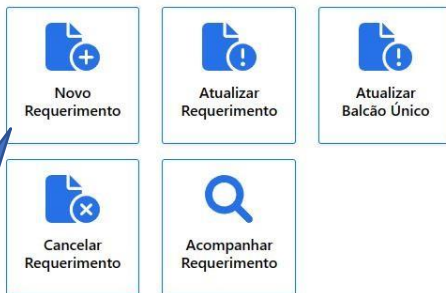 Novo
Requerimento
Atualizar
Requerimento
Atualizar
Balcão Único
Cancelar
Requerimento
Acompanhar
Requerimento